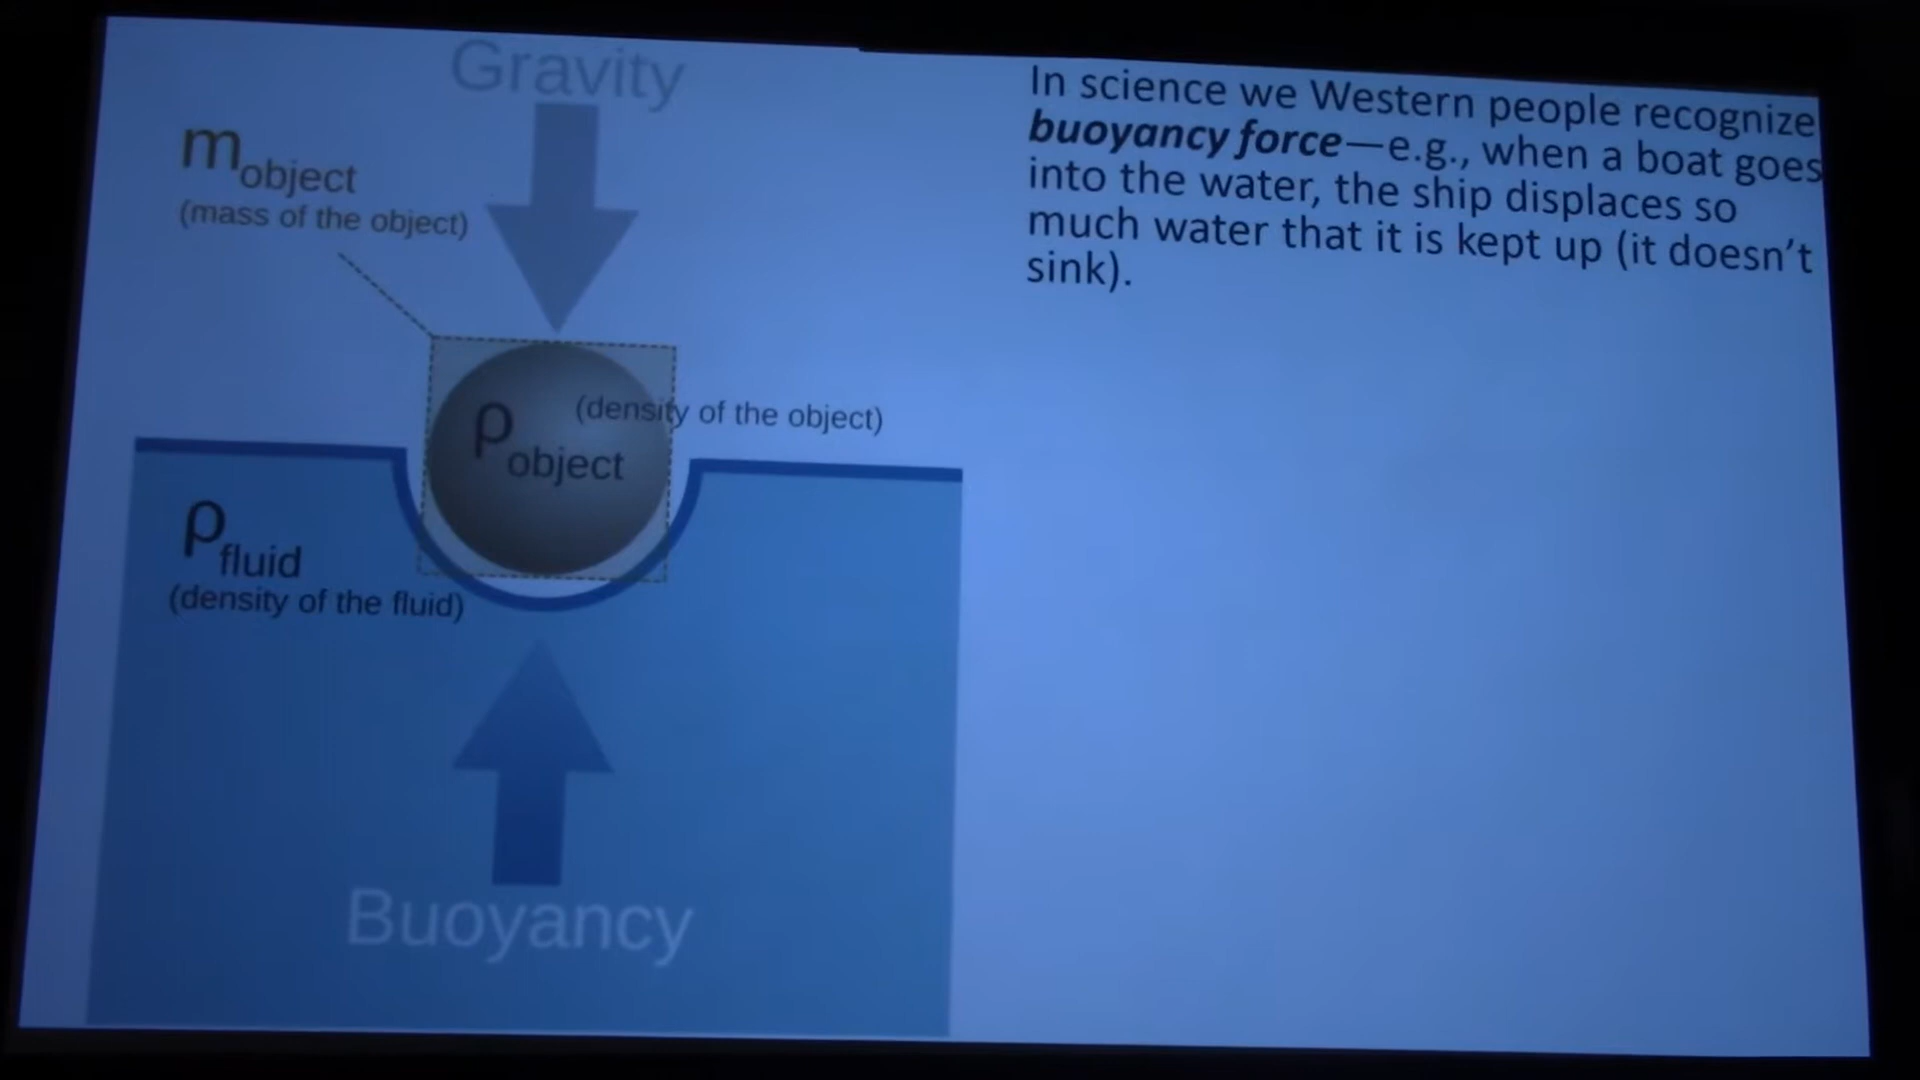 Gravity
m object
(mass of the object)
ρ object
(density of the object)
ρ fluid
(density of the fluid)
Buoyancy
In science we Western people recognize
buoyancy force—e.g., when a boat goes
into the water, the ship displaces so
much water that it is kept up (it doesn’t
sink).